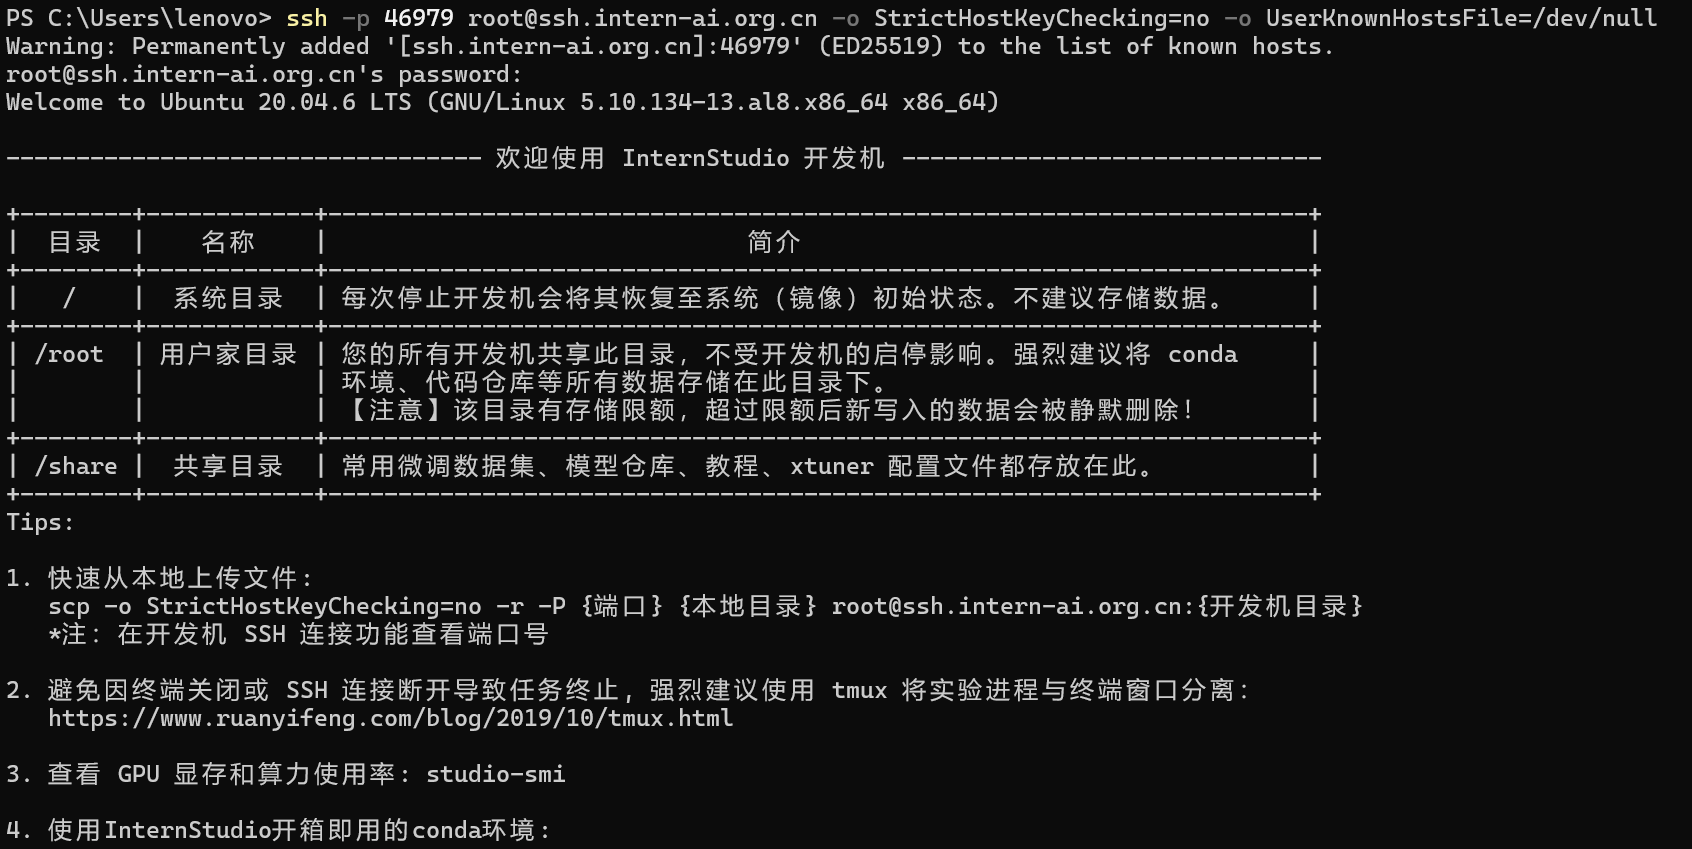 PS C:\Users\lenovo> ssh -p 46979 root@ssh.intern-ai.org.cn -o StrictHostKeyChecking=no -o UserKnownHostsFile=/dev/null
Warning: Permanently added '[ssh.intern-ai.org.cn]:46979' (ED25519) to the list of known hosts.
root@ssh.intern-ai.org.cn's password:
Welcome to Ubuntu 20.04.6 LTS (GNU/Linux 5.10.134-13.al8.x86_64 x86_64)
---------------------------------- 欢迎使用 InternStudio 开发机 ------------------------------
+--------+------------+----------------------------------------------------------------------+
| 目录 | 名称 | 简介 |
+--------+------------+----------------------------------------------------------------------+
| / | 系统目录 | 每次停止开发机会将其恢复至系统（镜像）初始状态。不建议存储数据。 |
+--------+------------+----------------------------------------------------------------------+
| /root | 用户家目录 | 您的所有开发机共享此目录，不受开发机的启停影响。强烈建议将 conda |
| | | 环境、代码仓库等所有数据存储在此目录下。 |
| | | 【注意】该目录有存储限额，超过限额后新写入的数据会被静默删除！ |
+--------+------------+----------------------------------------------------------------------+
| /share | 共享目录 | 常用微调数据集、模型仓库、教程、xtuner 配置文件都存放在此。 |
+--------+------------+----------------------------------------------------------------------+
Tips:
1. 快速从本地上传文件：
scp -o StrictHostKeyChecking=no -r -P {端口} {本地目录} root@ssh.intern-ai.org.cn:{开发机目录}
*注：在开发机 SSH 连接功能查看端口号
2. 避免因终端关闭或 SSH 连接断开导致任务终止，强烈建议使用 tmux 将实验进程与终端窗口分离：
https://www.ruanyifeng.com/blog/2019/10/tmux.html
3. 查看 GPU 显存和算力使用率：studio-smi
4. 使用InternStudio开箱即用的conda环境：